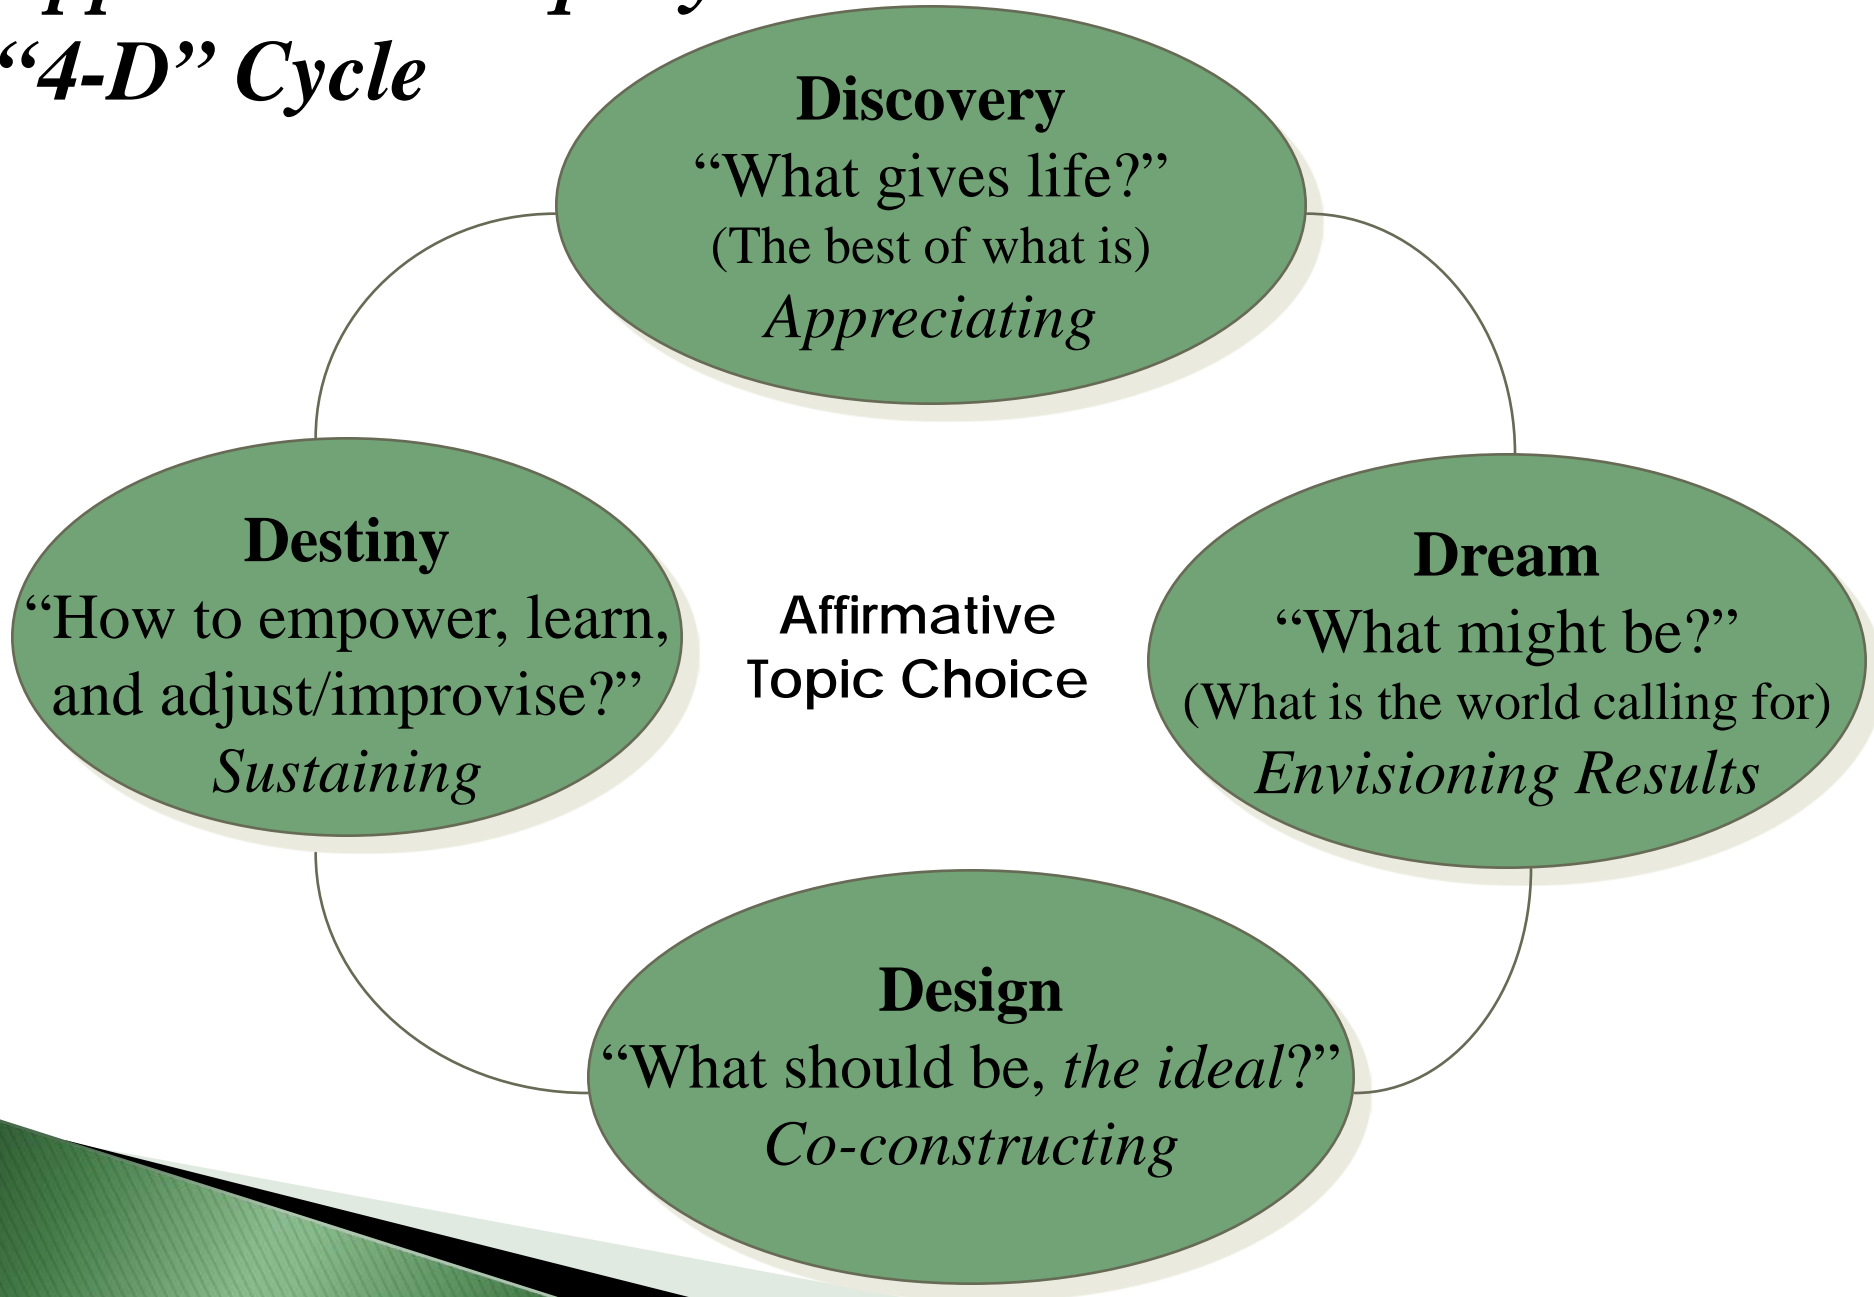 “4-D” Cycle
Discovery
“What gives life?”
(The best of what is)
Appreciating
Destiny
“How to empower, learn,
and adjust/improvise?”
Sustaining
Affirmative
Topic Choice
Dream
“What might be?”
(What is the world calling for)
Envisioning Results
Design
“What should be, the ideal?”
Co-constructing